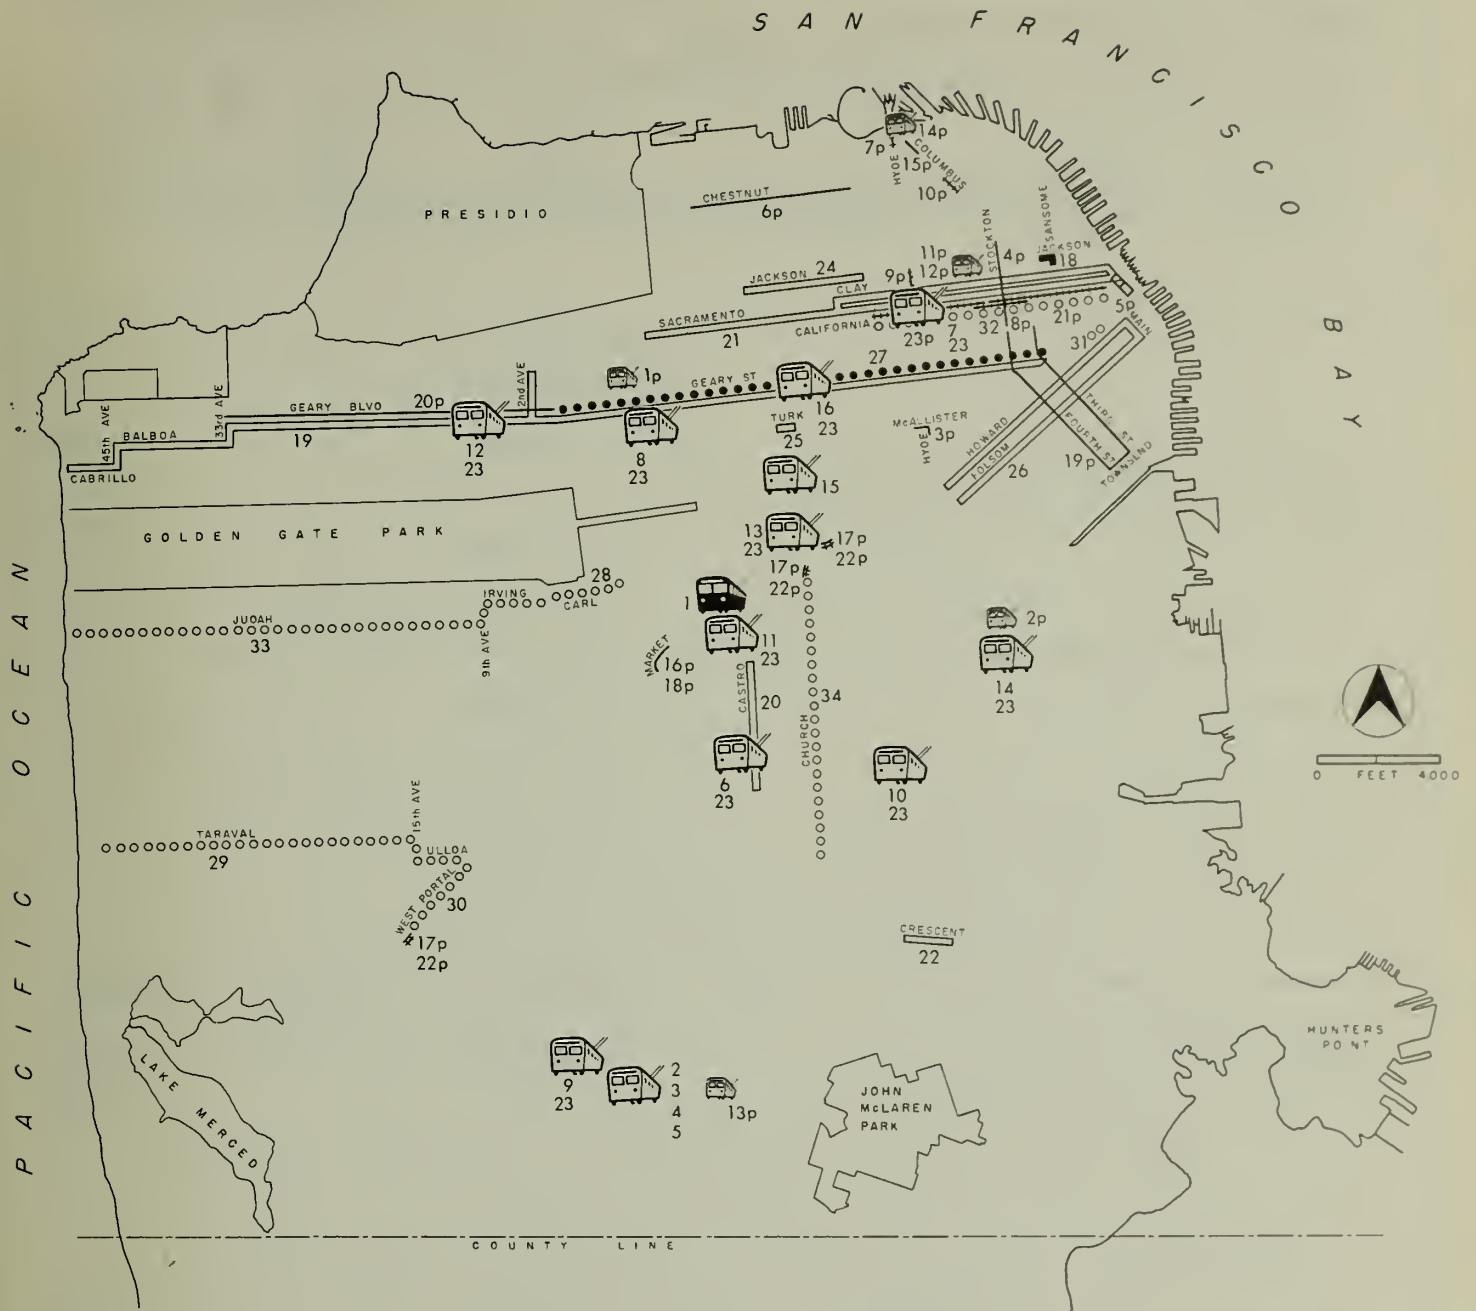 SAN FRANCISCO BAY
PACIFIC OCEAN
PRESIDIO
14p
7p
HYDE
COLUMBUS
15p
10p
CHESTNUT
6p
STOCKTON
SANSOME
JACKSON
18
11p
12p
4p
9p
JACKSON 24
CLAY
SACRAMENTO
21
CALIFORNIA
23p
7
23
32
8p
21p
5p
MAIN
31
27
GEARY ST
1p
2nd AVE
20p
GEARY BLVD
33rd AVE
45th AVE
BALBOA
19
CABRILLO
12
23
8
23
16
23
TURK
25
McALLISTER
3p
HYDE
HOWARD
FOLSOM
26
THIRD ST
FOURTH ST
19p
TOWNSEND
15
GOLDEN GATE PARK
13
23
17p
22p
17p
22p
28
IRVING
CARL
JUDAH
33
9th AVE
1
11
23
MARKET
16p
18p
CASTRO
20
34
CHURCH
2p
14
23
6
23
10
23
0 FEET 4000
15th AVE
TARAVAL
29
ULLOA
WEST PORTAL
30
17p
22p
CRESCENT
22
HUNTERS
POINT
LAKE MERCED
9
23
2
3
4
5
13p
JOHN
McLAREN
PARK
COUNTY LINE